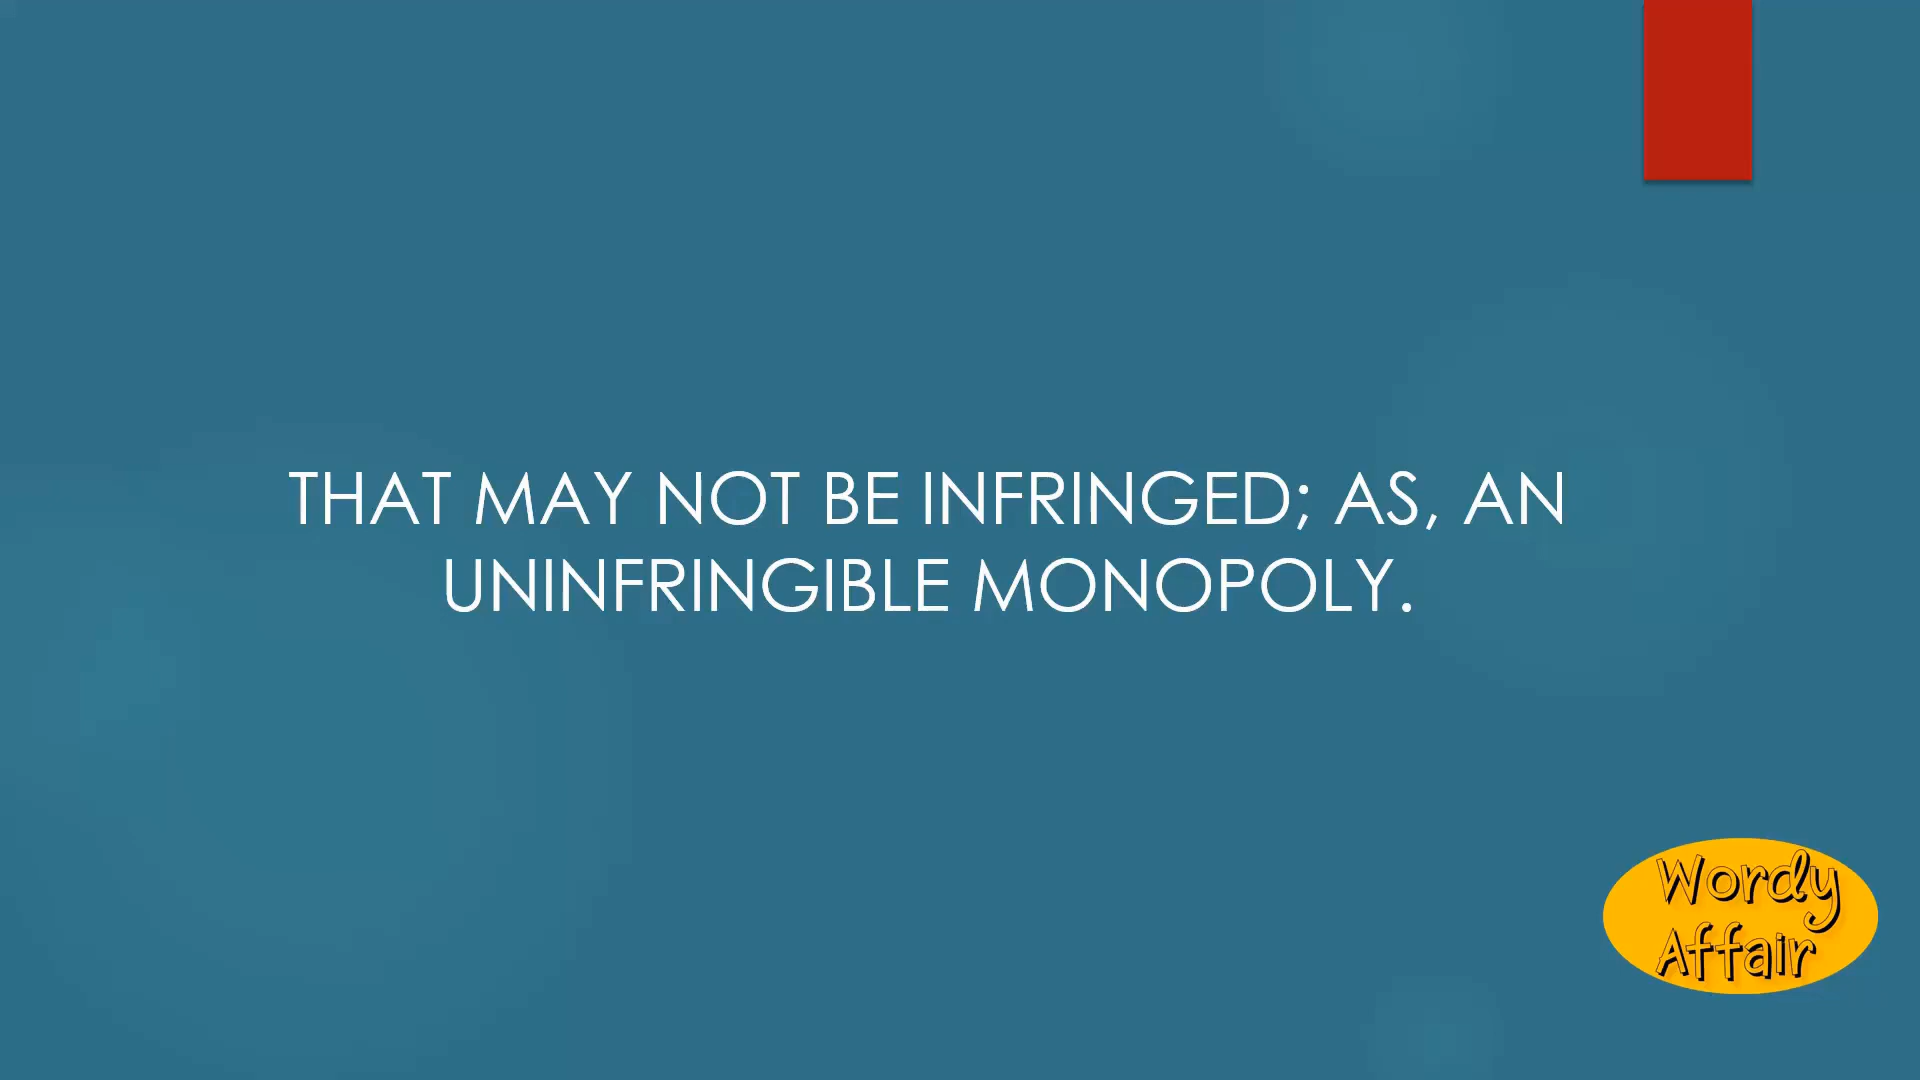 THAT MAY NOT BE INFRINGED; AS, AN
UNINFRINGIBLE MONOPOLY.
Wordy
Affair